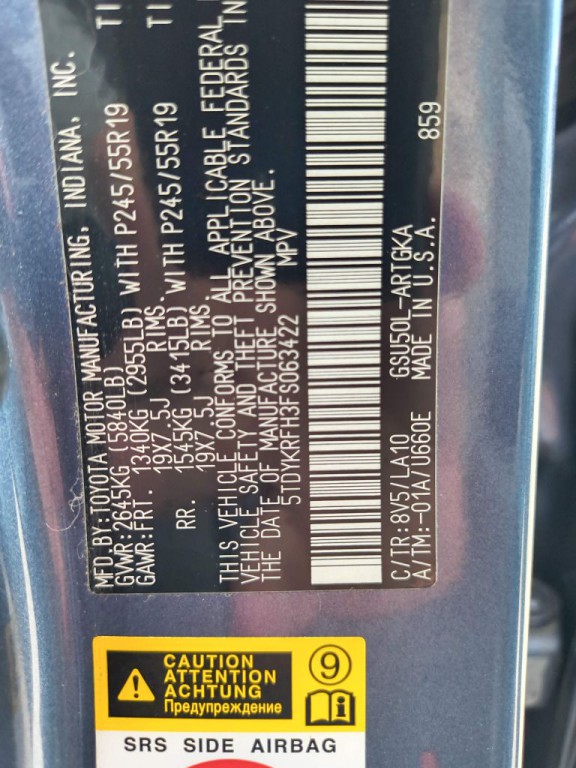 MFD.BY:TOYOTA MOTOR MANUFACTURING, INDIANA, INC.
GVWR:2645KG (5840LB)
GAWR:FRT. 1340KG (2955LB) WITH P245/55R19 TI
19X7.5J RIMS.
RR. 1545KG (3415LB) WITH P245/55R19 TI
19X7.5J RIMS.
THIS VEHICLE CONFORMS TO ALL APPLICABLE FEDERAL
VEHICLE SAFETY AND THEFT PREVENTION STANDARDS IN
THE DATE OF MANUFACTURE SHOWN ABOVE.
5TDYKRFH3FS063422 MPV
C/TR:8V5/LA10 GSU50L-ARTGKA 859
A/TM:-01A/U660E MADE IN U.S.A.
CAUTION
ATTENTION
ACHTUNG
Предупреждение
9
i
SRS SIDE AIRBAG